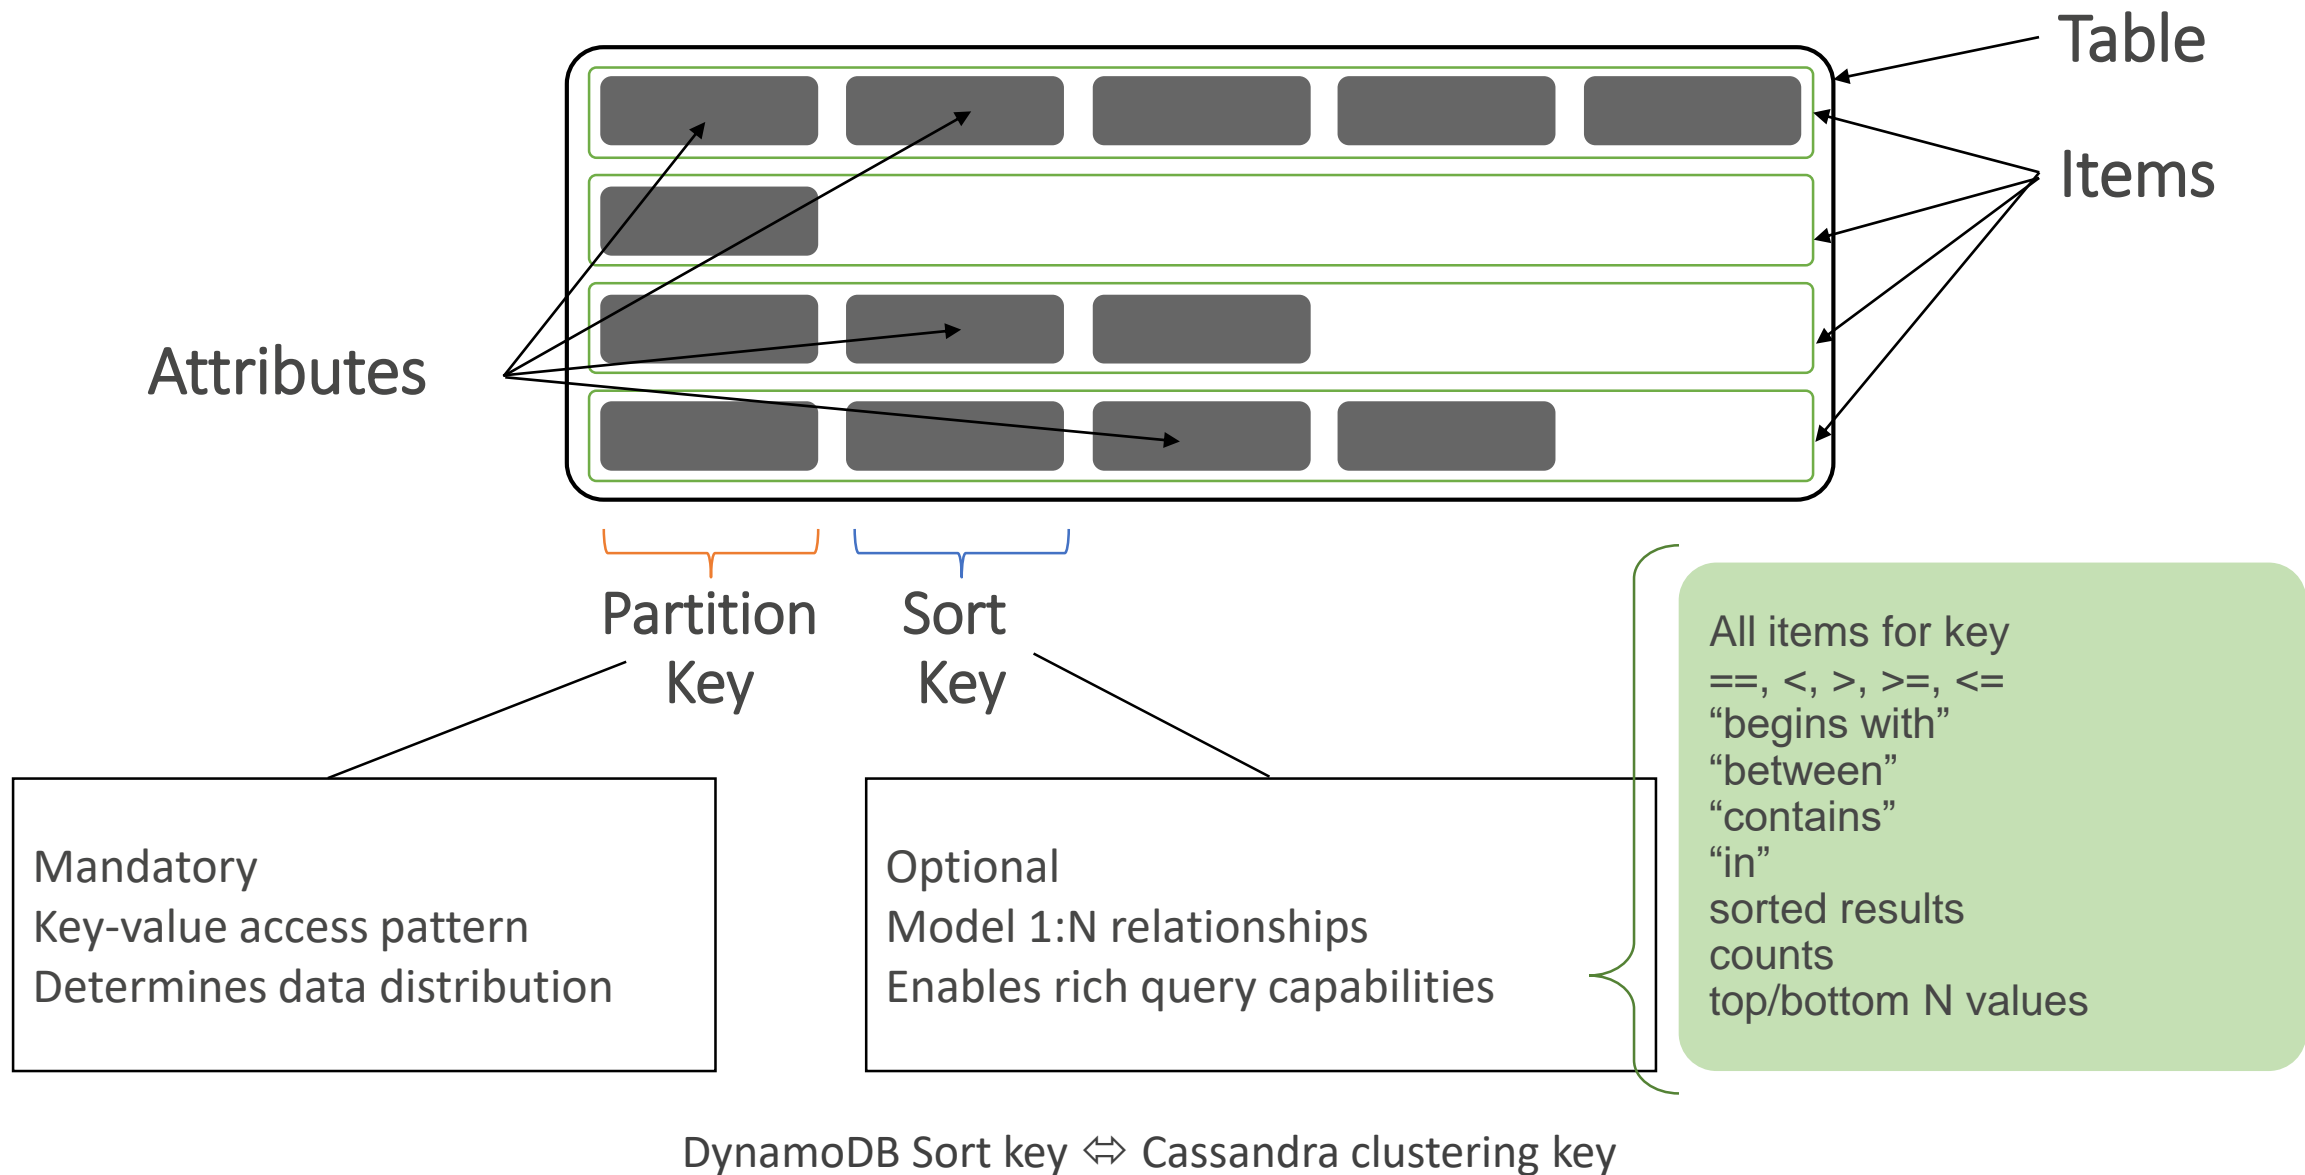 Table
Items
Attributes
Partition
Key
Sort
Key
Mandatory
Key-value access pattern
Determines data distribution
Optional
Model 1:N relationships
Enables rich query capabilities
All items for key
==, <, >, >=, <=
“begins with”
“between”
“contains”
“in”
sorted results
counts
top/bottom N values
DynamoDB Sort key ⬄ Cassandra clustering key